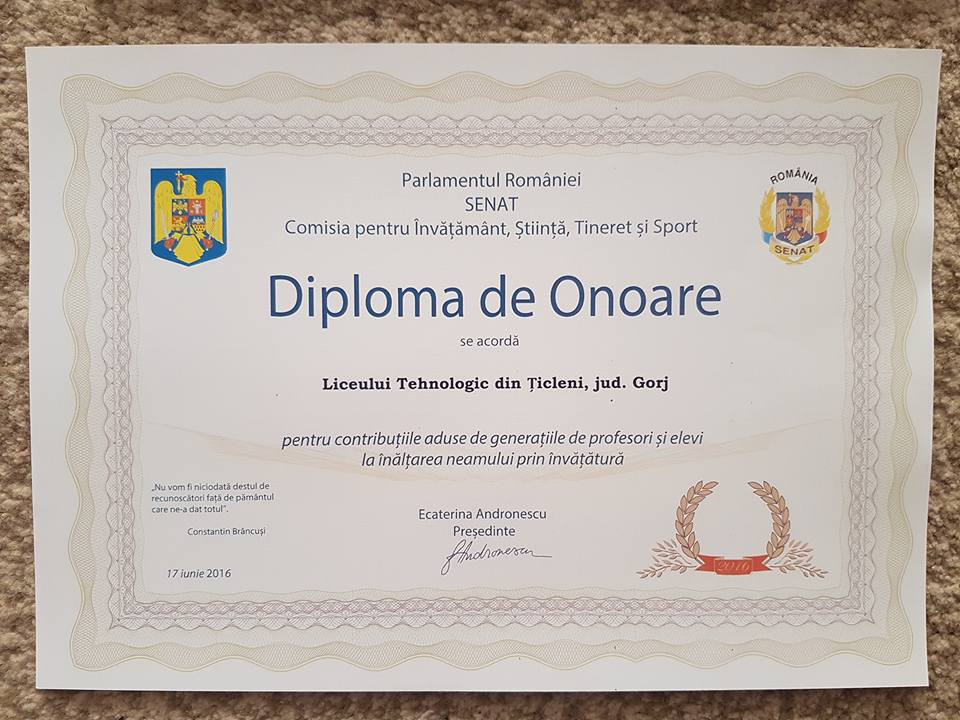 Parlamentul României
SENAT
Comisia pentru Învățământ, Știință, Tineret și Sport
ROMÂNIA
SENAT
Diploma de Onoare
se acordă
Liceului Tehnologic din Țicleni, jud. Gorj
pentru contribuțiile aduse de generațiile de profesori și elevi
la înălțarea neamului prin învățătură
„Nu vom fi niciodată destul de
recunoscători față de pământul
care ne-a dat totul”.
Constantin Brâncuși
17 iunie 2016
Ecaterina Andronescu
Președinte
Andronescu
2016